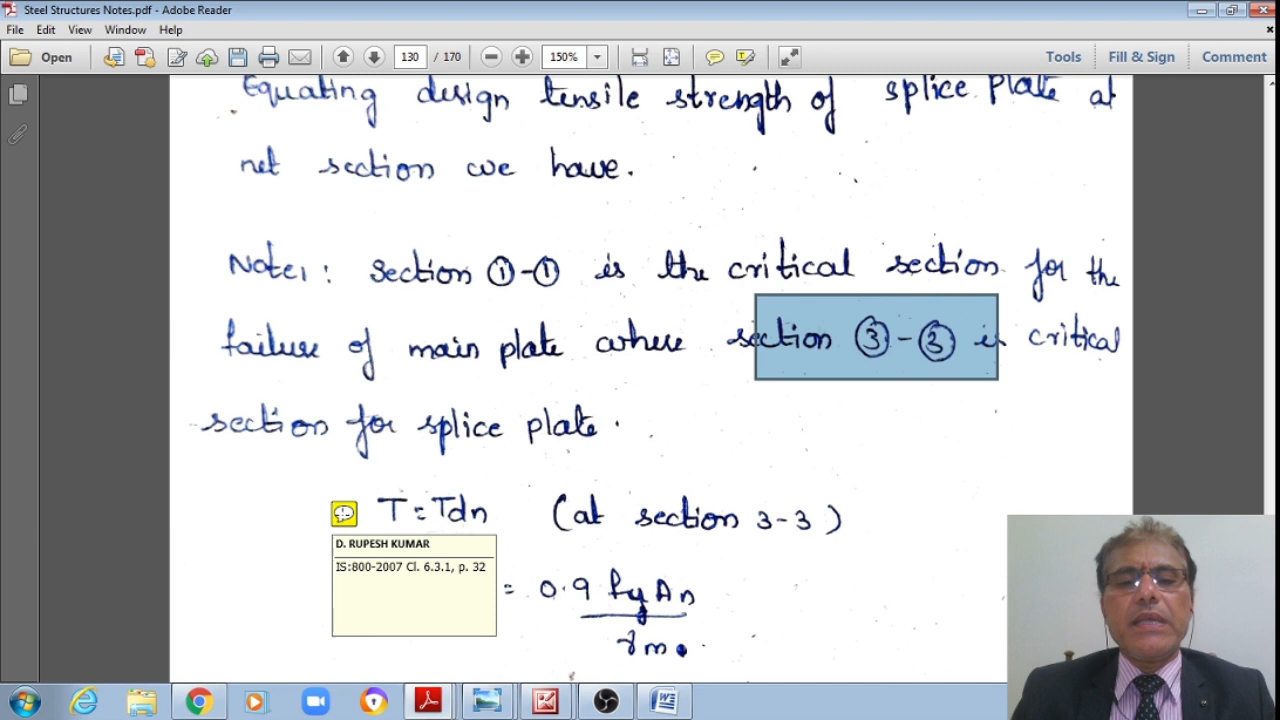 Steel Structures Notes.pdf - Adobe Reader
File Edit View Window Help
Open 130 / 170 150% Tools Fill & Sign Comment
Equating design tensile strength of splice plate at
net section we have.
Note1: section ①-① is the critical section for the
failure of main plate where section ③-③ is critical
section for splice plate.
T = Tdn (at section 3-3)
D. RUPESH KUMAR
IS:800-2007 Cl. 6.3.1, p. 32
= 0.9 fy An
γmo